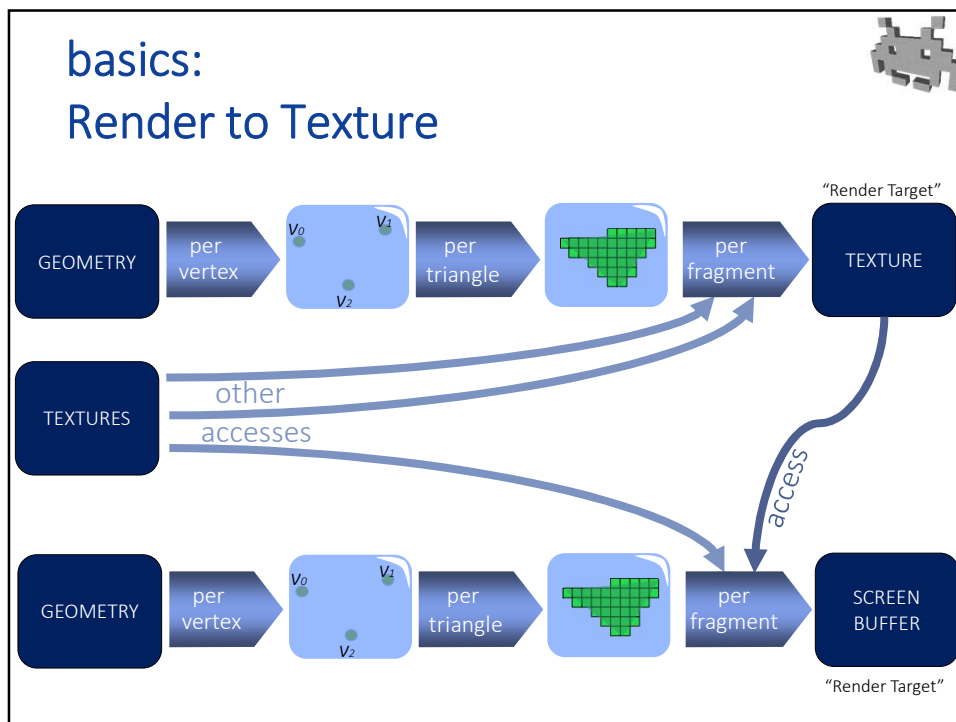 basics:
Render to Texture
“Render Target”
GEOMETRY
per
vertex
v0
v1
v2
per
triangle
per
fragment
TEXTURE
TEXTURES
other
accesses
access
GEOMETRY
per
vertex
v0
v1
v2
per
triangle
per
fragment
SCREEN
BUFFER
“Render Target”